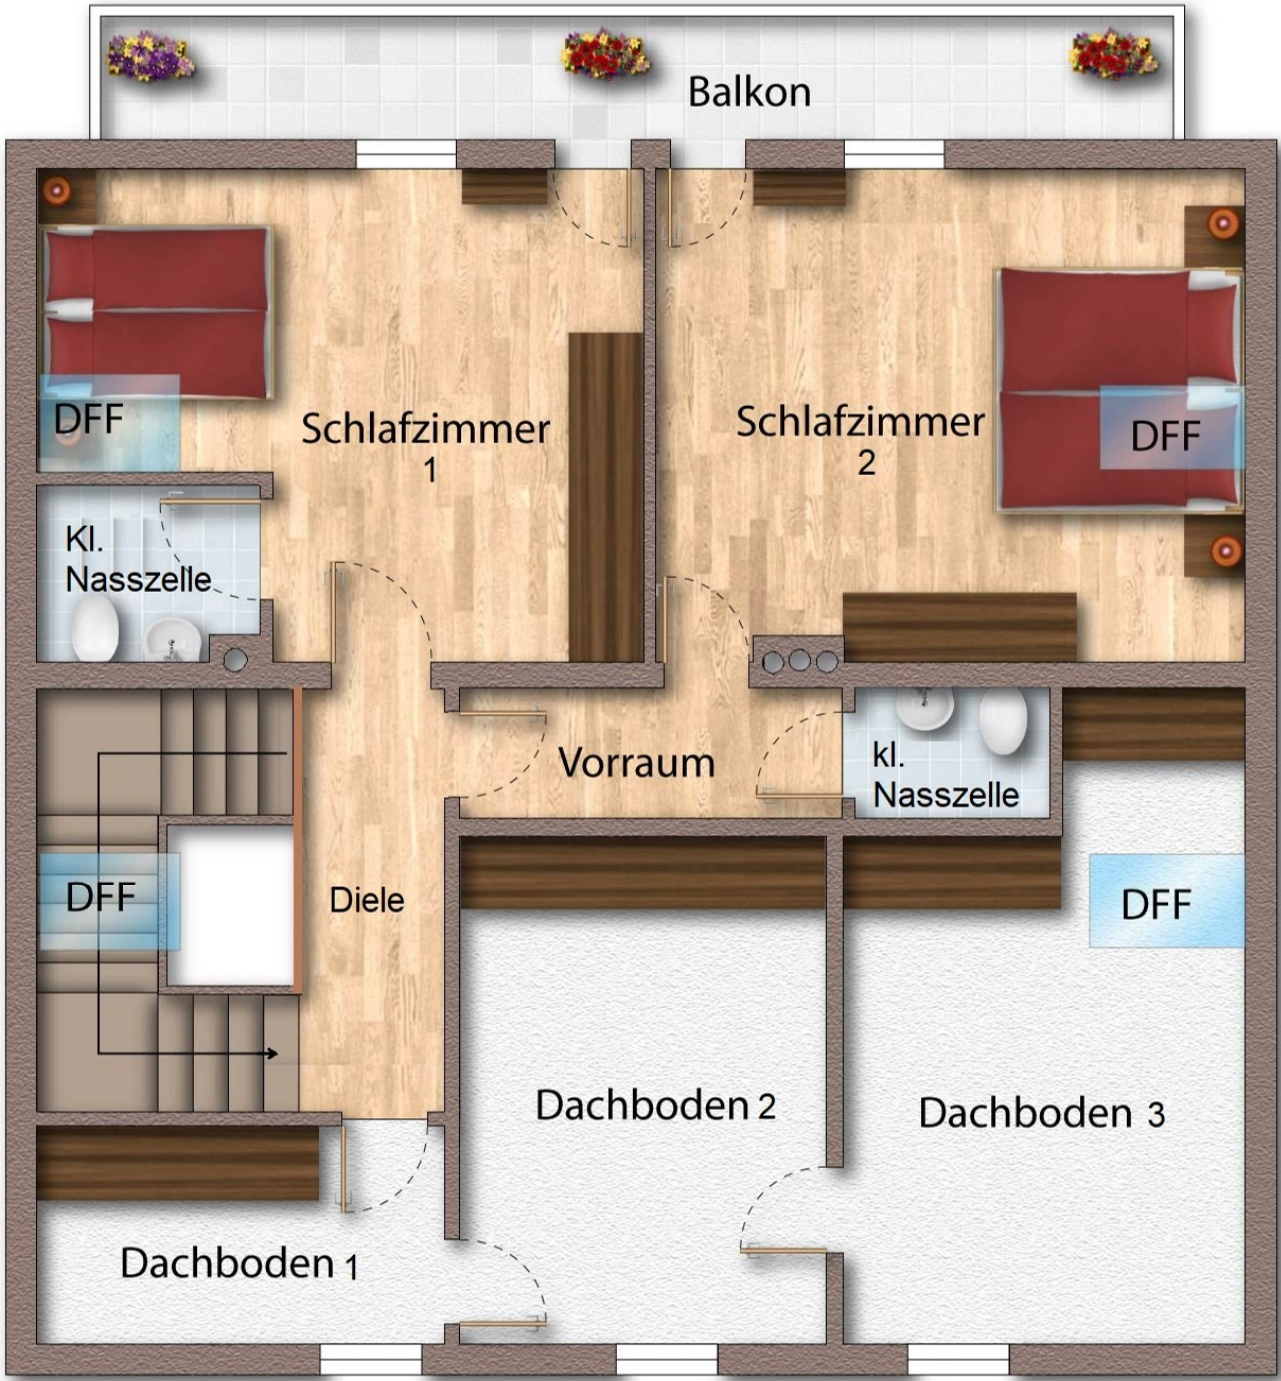 Balkon
DFF
Schlafzimmer
1
Schlafzimmer
2
DFF
Kl.
Nasszelle
Vorraum
kl.
Nasszelle
DFF
Diele
DFF
Dachboden 2
Dachboden 3
Dachboden 1